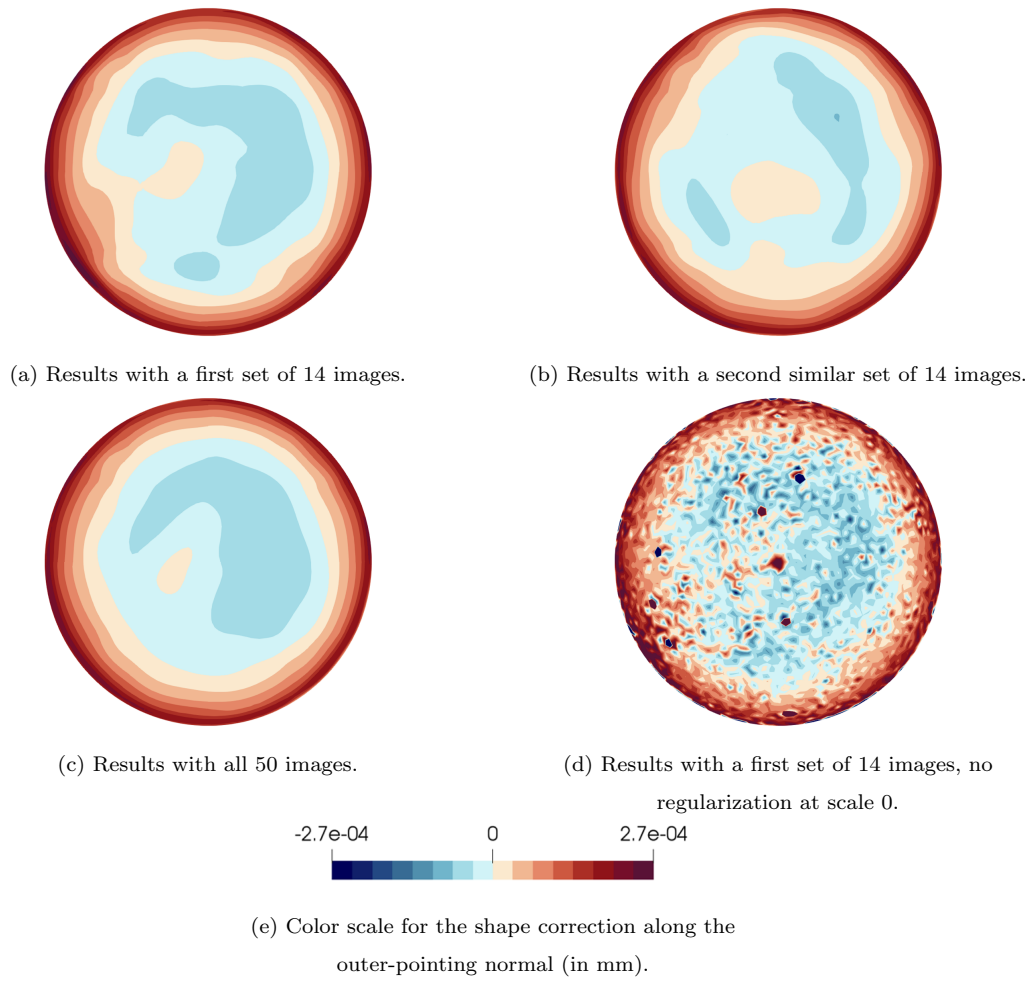 (a) Results with a first set of 14 images.
(b) Results with a second similar set of 14 images.
(c) Results with all 50 images.
(d) Results with a first set of 14 images, no
regularization at scale 0.
-2.7e-04 0 2.7e-04
(e) Color scale for the shape correction along the
outer-pointing normal (in mm).